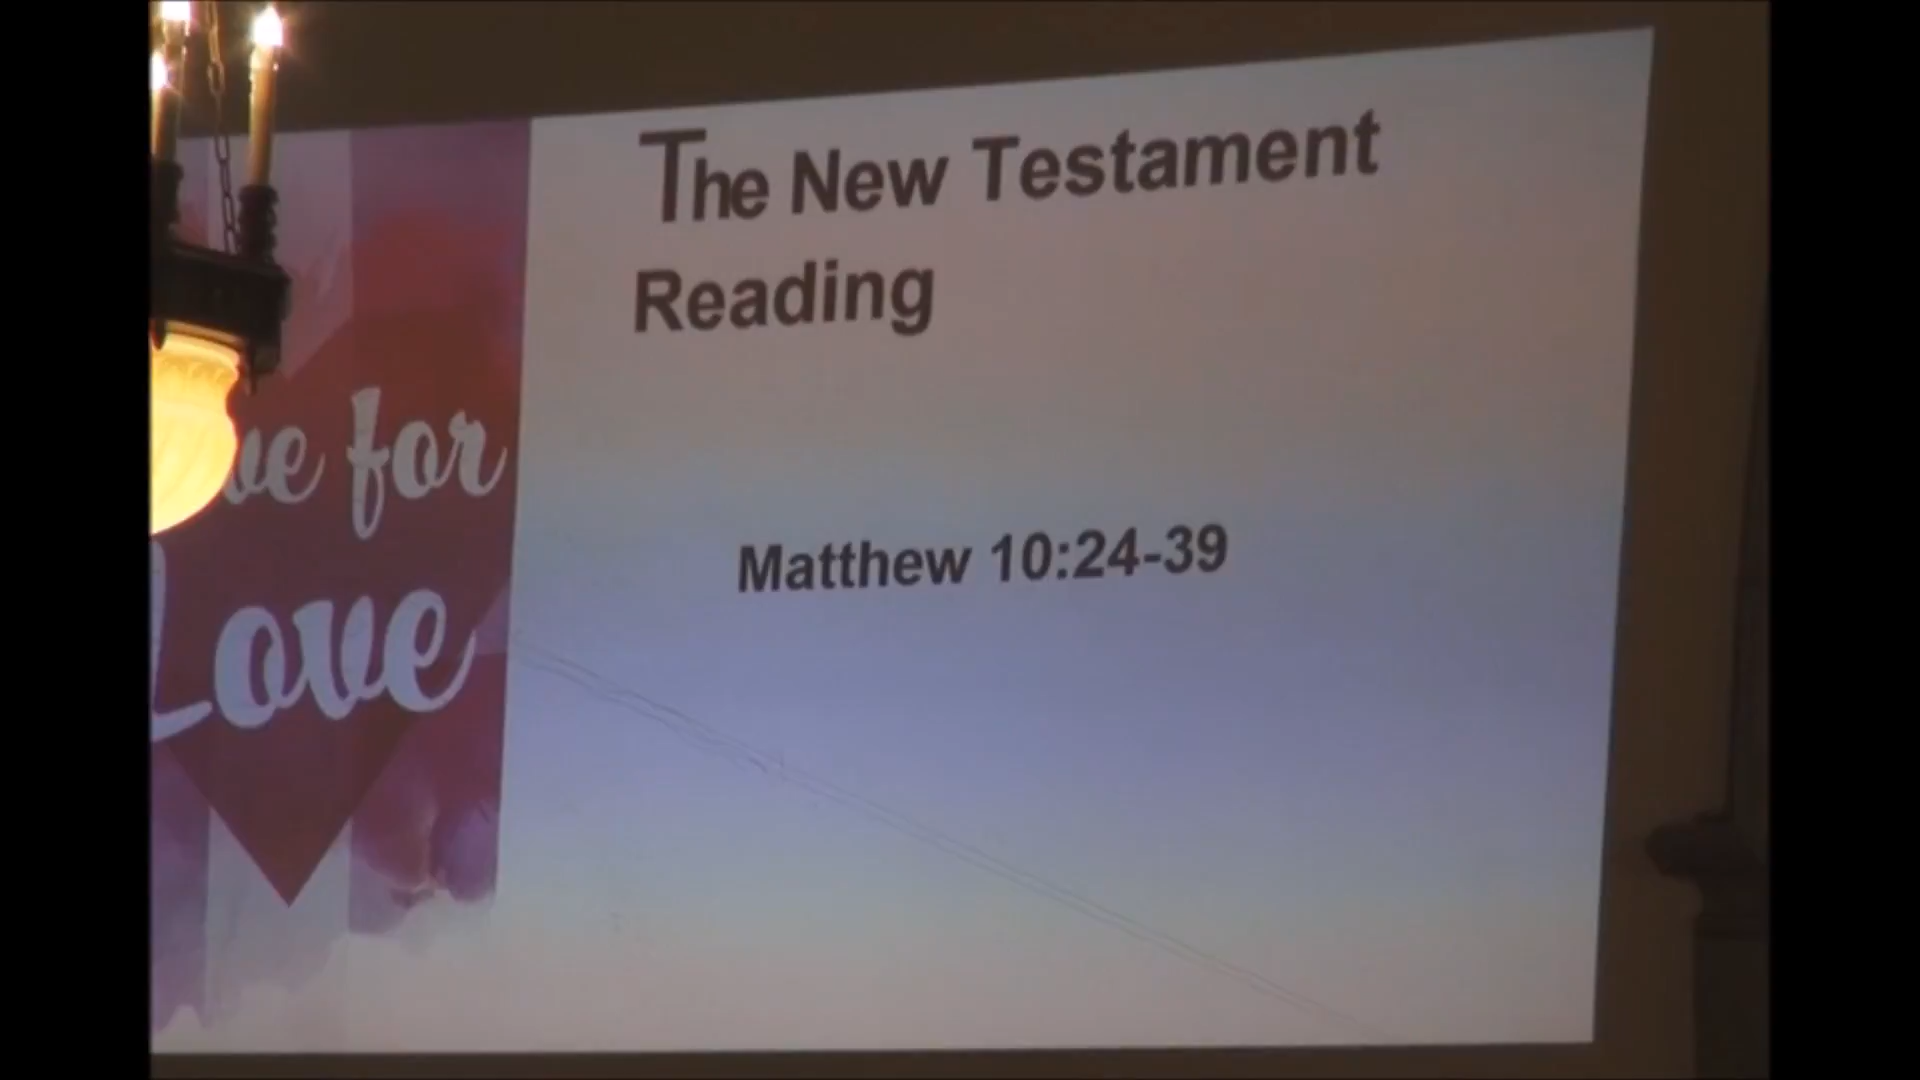 The New Testament
Reading
Matthew 10:24-39
for
Love